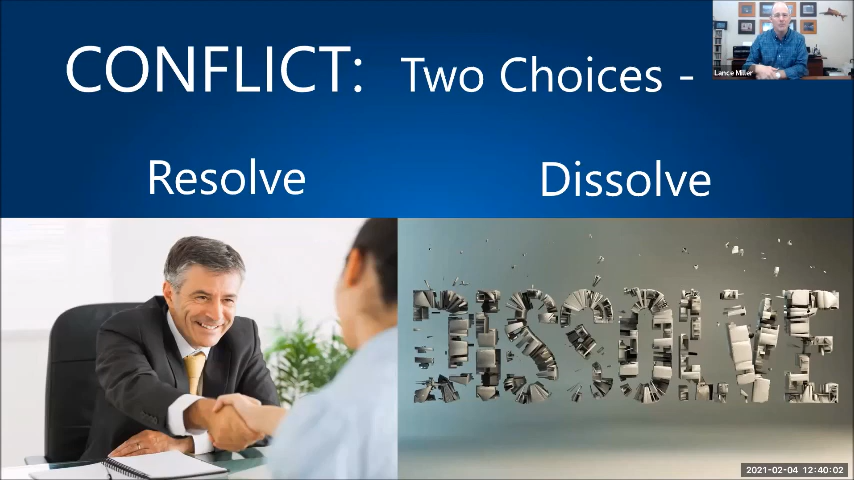 CONFLICT: Two Choices -
Lance Miller
Resolve
Dissolve
DISSOLVE
2021-02-04 12:40:02